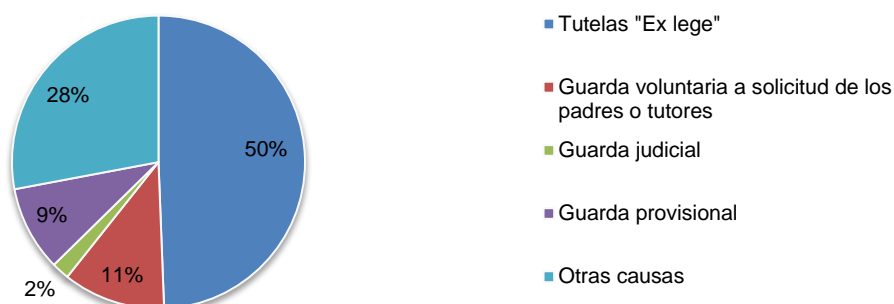 28%
50%
9%
2%
11%
Tutelas "Ex lege"
Guarda voluntaria a solicitud de los
padres o tutores
Guarda judicial
Guarda provisional
Otras causas